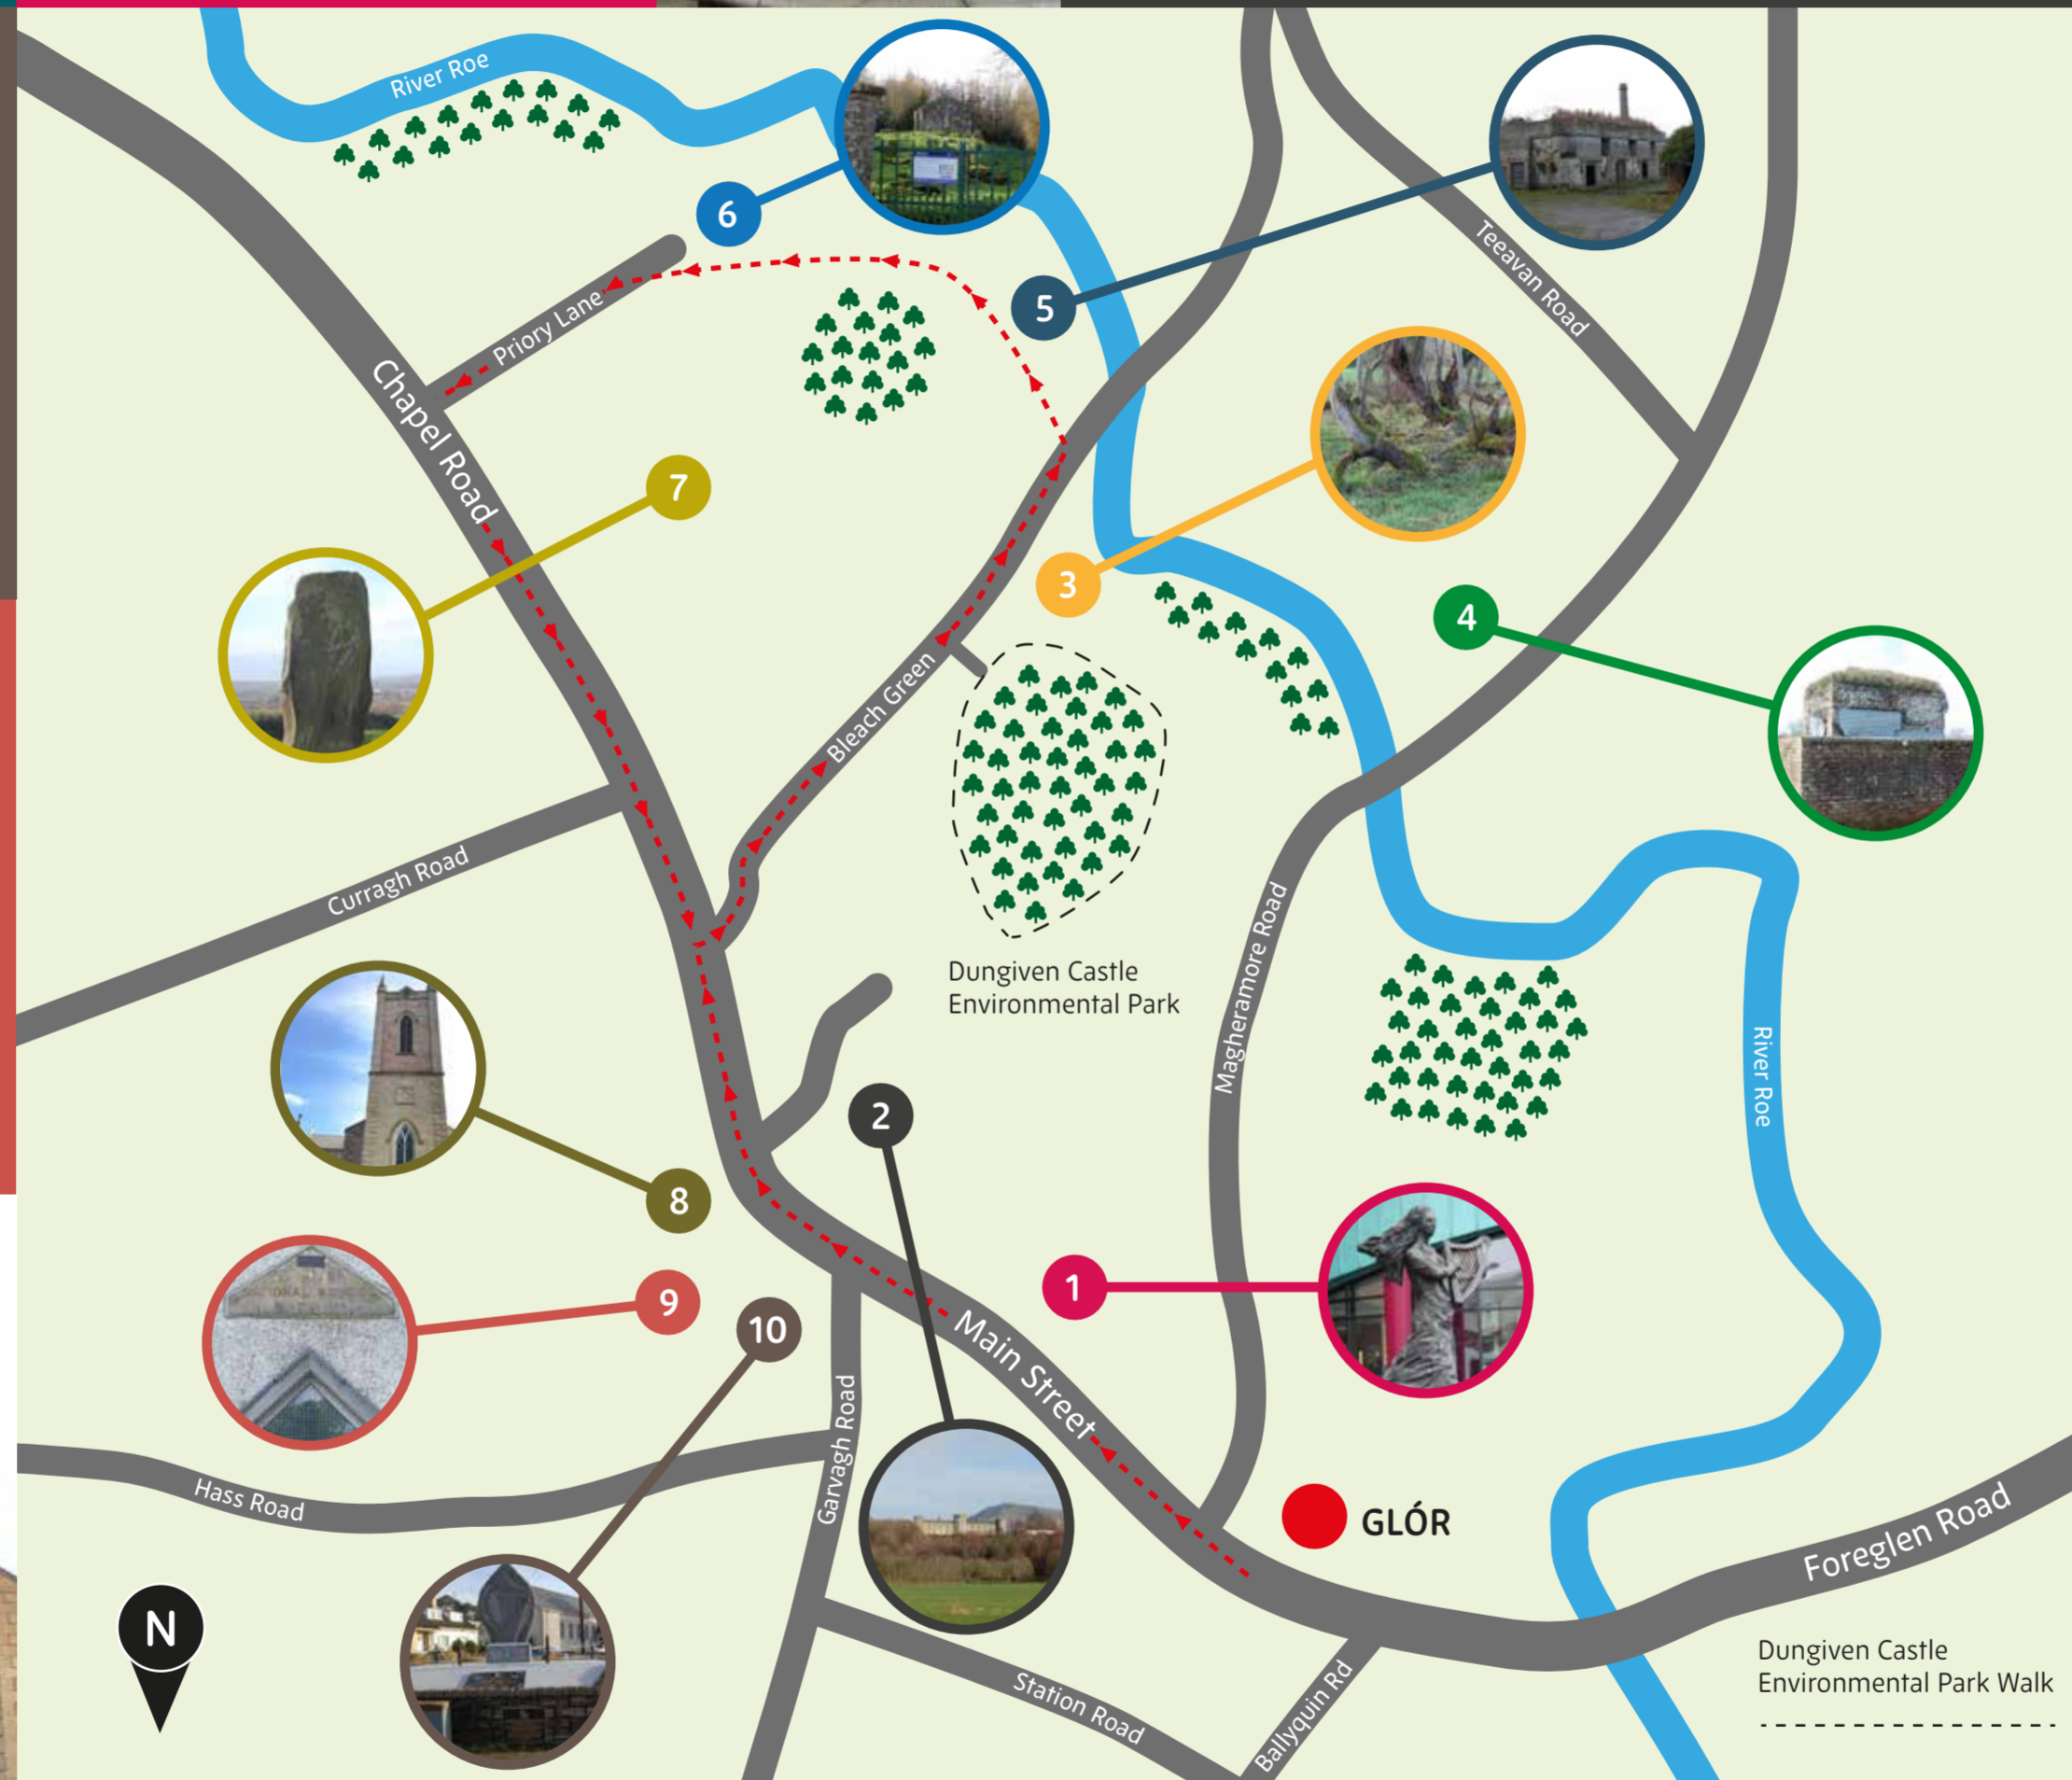 River Roe
6
5
Teevan Road
Priory Lane
Chapel Road
7
3
4
Bleach Green
Curragh Road
Dungiven Castle
Environmental Park
Magheramore Road
River Roe
2
8
1
9
10
Main Street
Garvagh Road
Hass Road
GLÓR
Foreglen Road
N
Station Road
Ballyquin Rd
Dungiven Castle
Environmental Park Walk